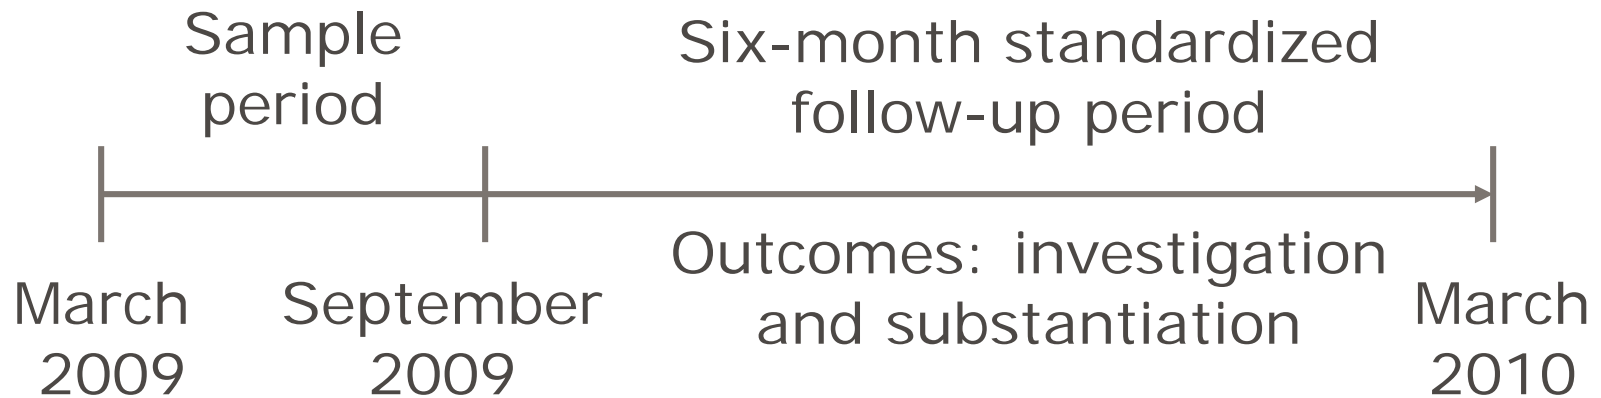 Sample
period
Six-month standardized
follow-up period
Outcomes: investigation
and substantiation
March
2009
September
2009
March
2010